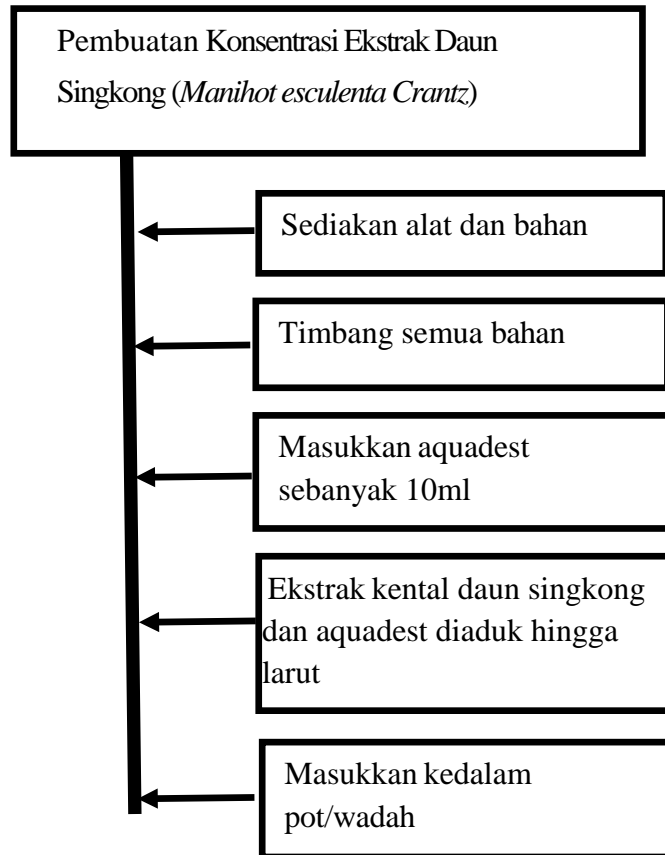 Pembuatan Konsentrasi Ekstrak Daun
Singkong (Manihot esculenta Crantz)
Sediakan alat dan bahan
Timbang semua bahan
Masukkan aquadest
sebanyak 10ml
Ekstrak kental daun singkong
dan aquadest diaduk hingga
larut
Masukkan kedalam
pot/wadah